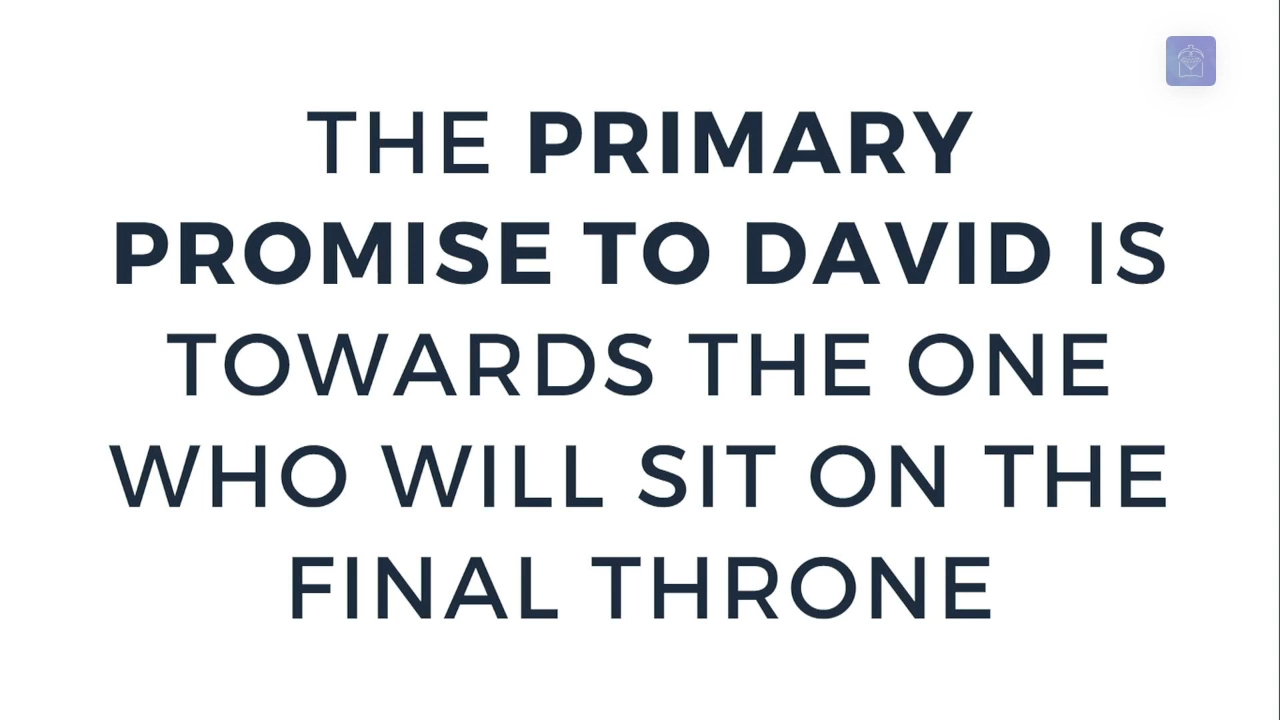 THE PRIMARY
PROMISE TO DAVID IS
TOWARDS THE ONE
WHO WILL SIT ON THE
FINAL THRONE